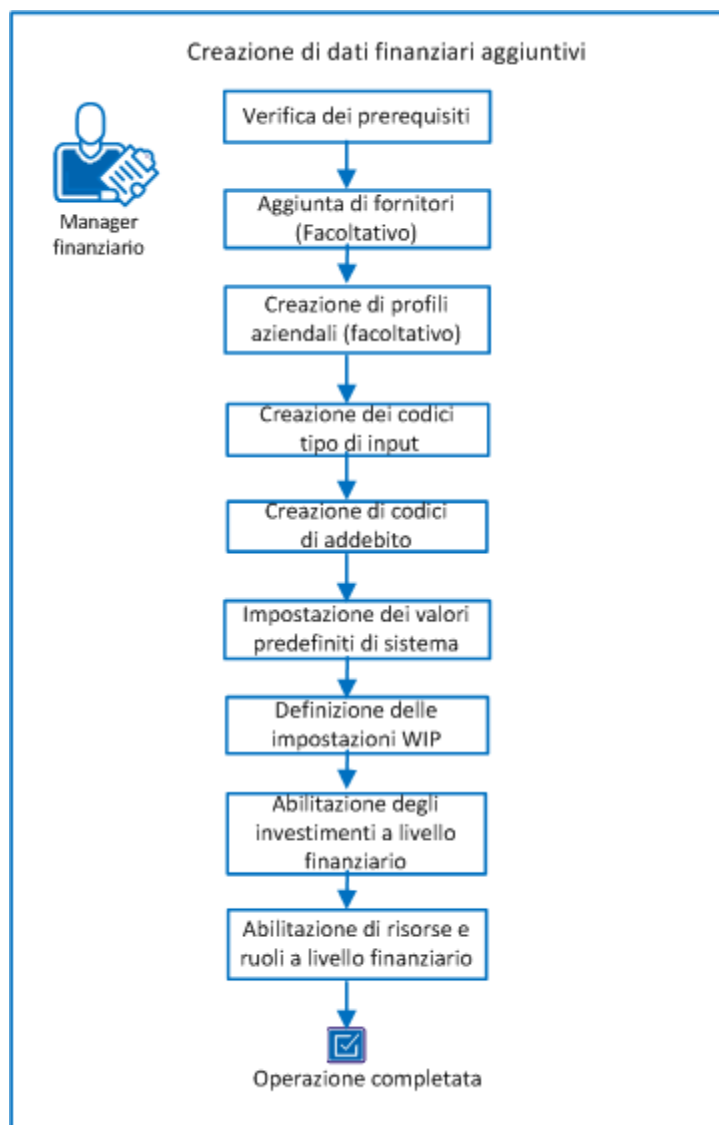 Creazione di dati finanziari aggiuntivi
Verifica dei prerequisiti
Manager
finanziario
Aggiunta di fornitori
(Facoltativo)
Creazione di profili
aziendali (facoltativo)
Creazione dei codici
tipo di input
Creazione di codici
di addebito
Impostazione dei valori
predefiniti di sistema
Definizione delle
impostazioni WIP
Abilitazione degli
investimenti a livello
finanziario
Abilitazione di risorse e
ruoli a livello finanziario
Operazione completata